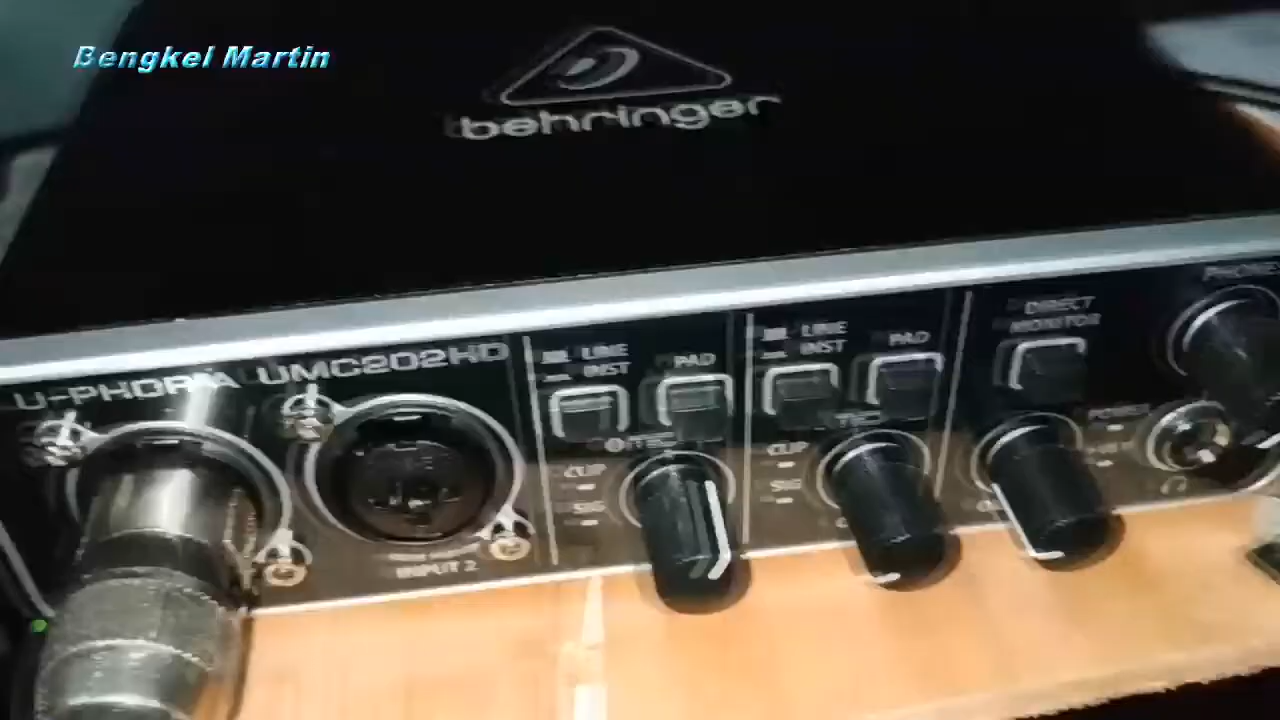 Bengkel Martin
behringer
U-PHORIA UMC202HD
LINE
INST
PAD
LINE
INST
PAD
DIRECT
MONITOR
PHONES
CLIP
SIG
CLIP
SIG
POWER
INPUT 2